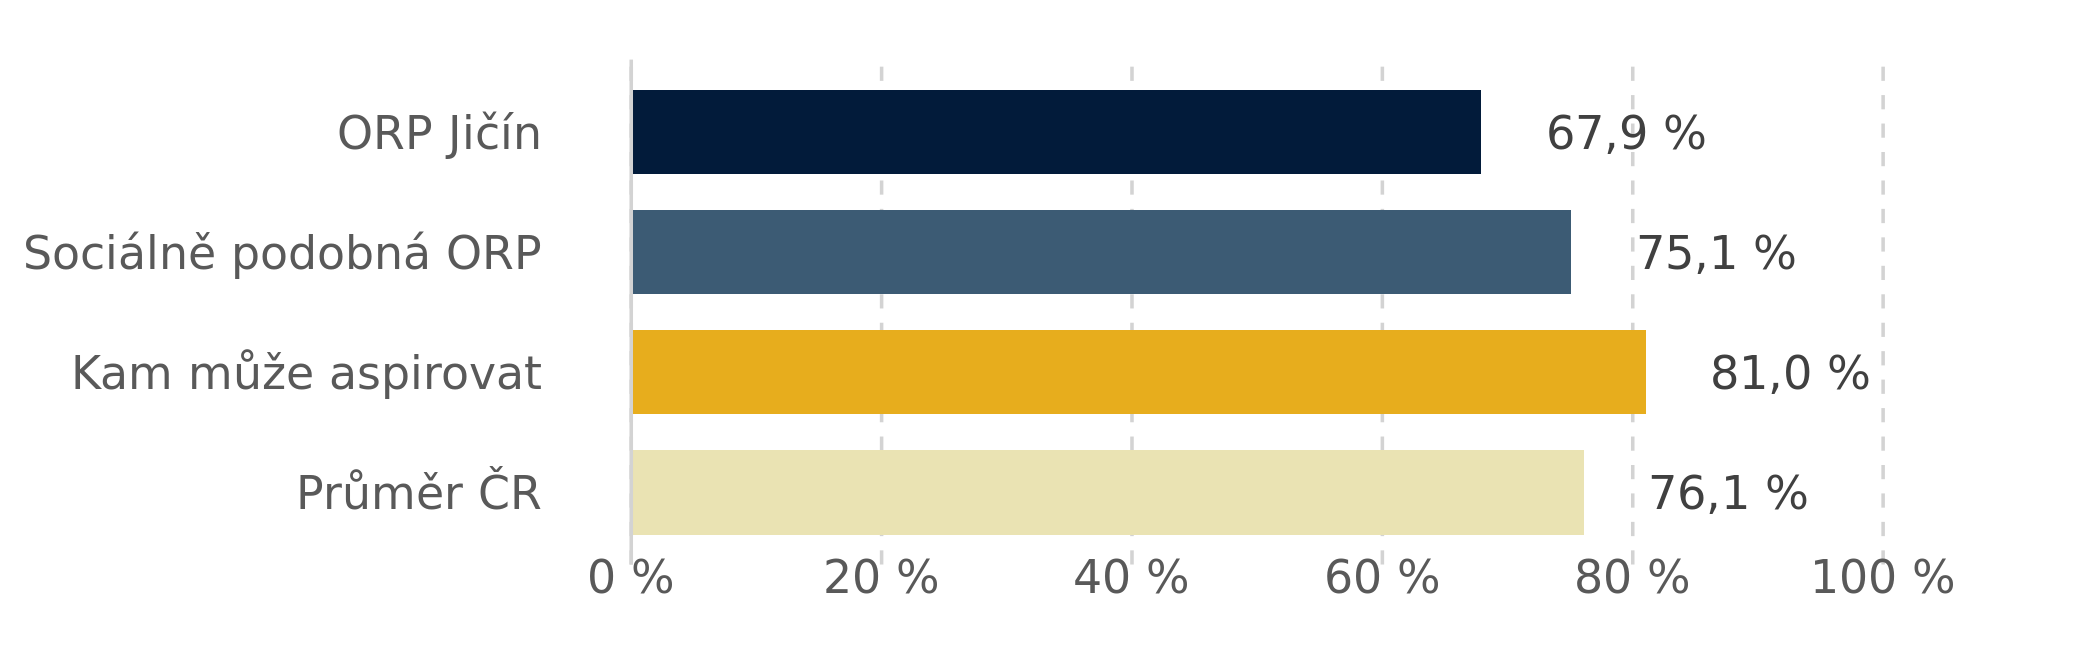 ORP Jičín 67,9 %
Sociálně podobná ORP 75,1 %
Kam může aspirovat 81,0 %
Průměr ČR 76,1 %
0 % 20 % 40 % 60 % 80 % 100 %